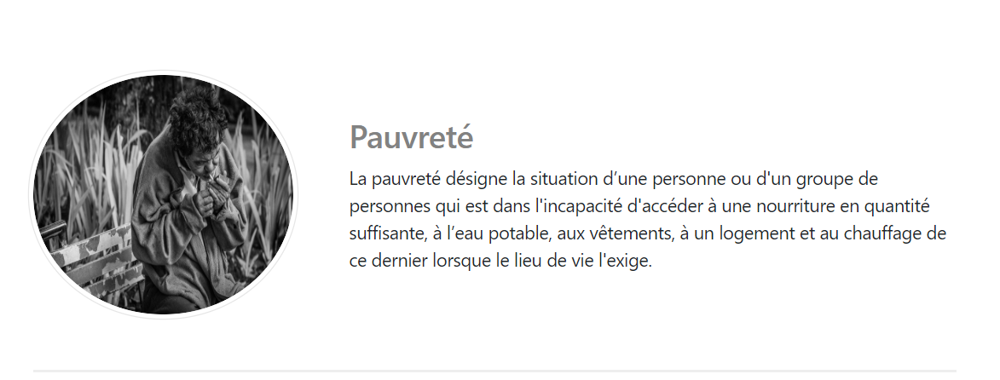 Pauvreté
La pauvreté désigne la situation d’une personne ou d'un groupe de
personnes qui est dans l'incapacité d'accéder à une nourriture en quantité
suffisante, à l’eau potable, aux vêtements, à un logement et au chauffage de
ce dernier lorsque le lieu de vie l'exige.